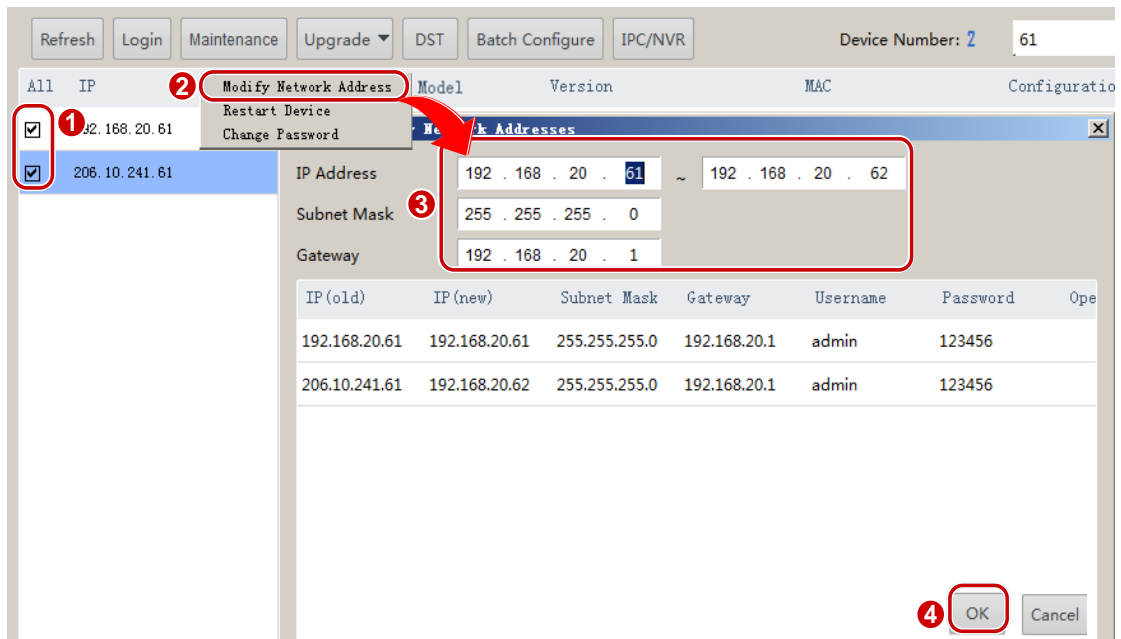 Refresh Login Maintenance Upgrade DST Batch Configure IPC/NVR Device Number: 2 61
All IP Model Version MAC Configuratio
2 Modify Network Address
Restart Device
Change Password
1 92.168.20.61
Addresses
206.10.241.61
IP Address 192 . 168 . 20 . 61 ~ 192 . 168 . 20 . 62
3
Subnet Mask 255 . 255 . 255 . 0
Gateway 192 . 168 . 20 . 1
IP(old) IP(new) Subnet Mask Gateway Username Password Ope
192.168.20.61 192.168.20.61 255.255.255.0 192.168.20.1 admin 123456
206.10.241.61 192.168.20.62 255.255.255.0 192.168.20.1 admin 123456
4 OK Cancel